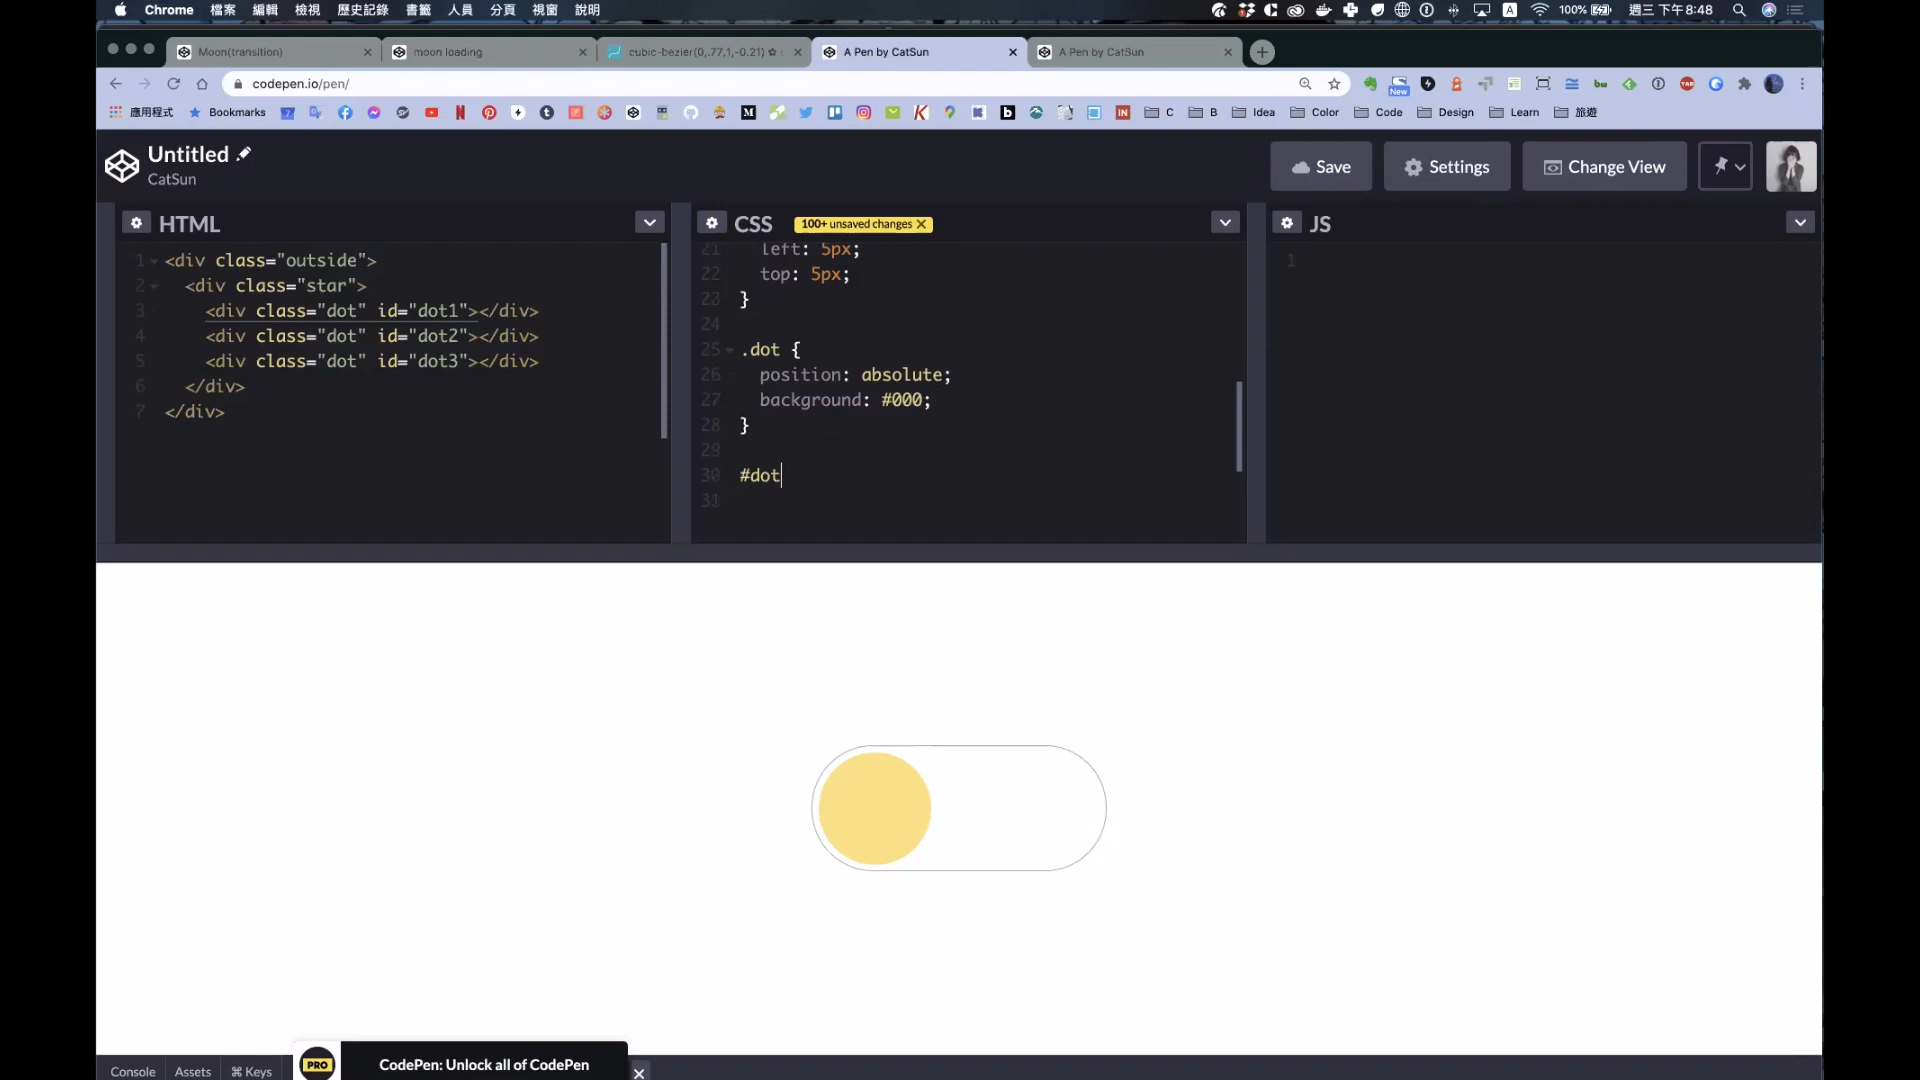 Chrome 檔案 編輯 檢視 歷史記錄 書籤 人員 分頁 視窗 說明 100% 週三 下午8:48
Moon(transition) moon loading cubic-bezier(0,.77,1,-0.21) A Pen by CatSun A Pen by CatSun
codepen.io/pen/
New
應用程式 Bookmarks C B Idea Color Code Design Learn 旅遊
Untitled
CatSun
Save Settings Change View
HTML
1 <div class="outside">
2 <div class="star">
3 <div class="dot" id="dot1"></div>
4 <div class="dot" id="dot2"></div>
5 <div class="dot" id="dot3"></div>
6 </div>
7 </div>
CSS 100+ unsaved changes X
21 left: 5px;
22 top: 5px;
23 }
24
25 .dot {
26 position: absolute;
27 background: #000;
28 }
29
30 #dot
31
JS
1
Console Assets ⌘ Keys
PRO CodePen: Unlock all of CodePen